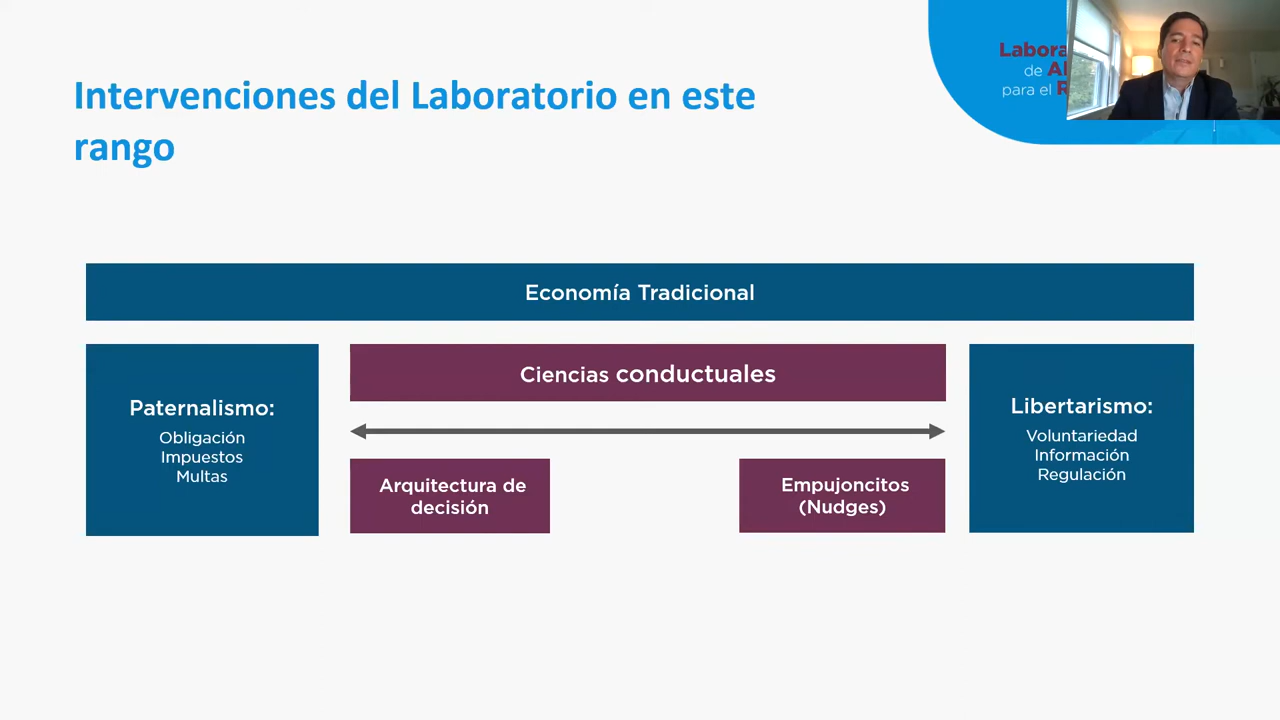 Intervenciones del Laboratorio en este
rango
de
para el
Economía Tradicional
Paternalismo:
Obligación
Impuestos
Multas
Ciencias conductuales
Arquitectura de
decisión
Empujoncitos
(Nudges)
Libertarismo:
Voluntariedad
Información
Regulación